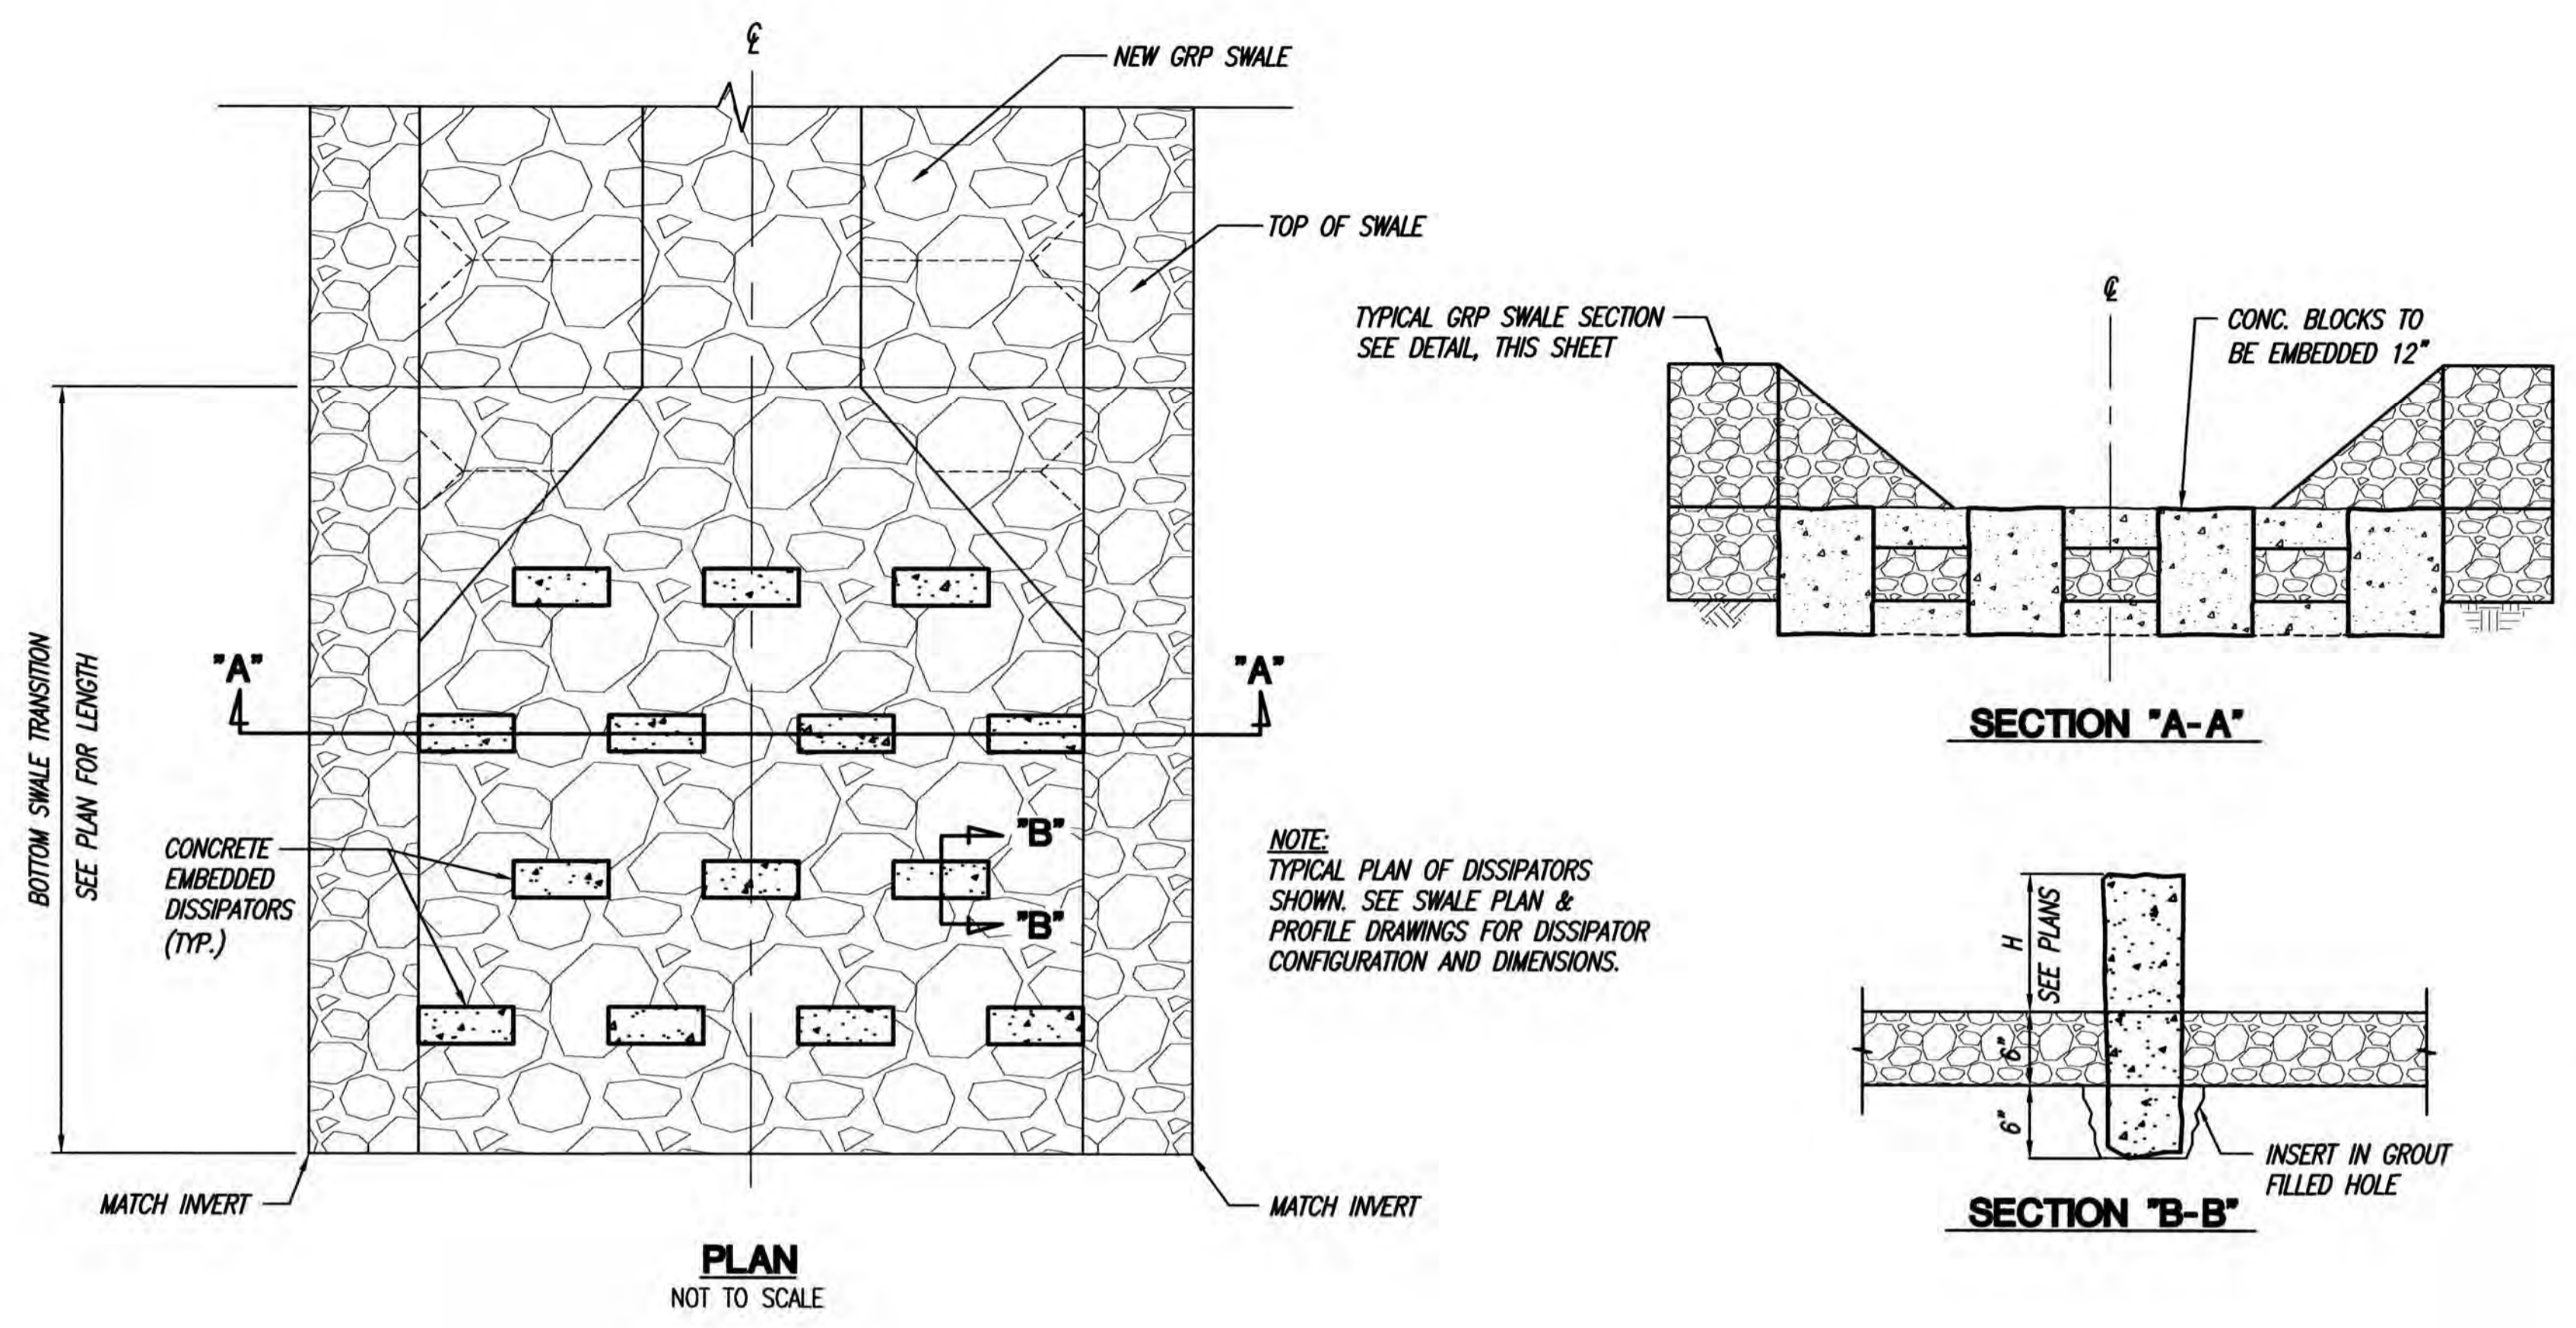 ℄
NEW GRP SWALE
TOP OF SWALE
BOTTOM SWALE TRANSITION
SEE PLAN FOR LENGTH
"A"
"A"
CONCRETE
EMBEDDED
DISSIPATORS
(TYP.)
"B"
"B"
MATCH INVERT
MATCH INVERT
PLAN
NOT TO SCALE
NOTE:
TYPICAL PLAN OF DISSIPATORS
SHOWN. SEE SWALE PLAN &
PROFILE DRAWINGS FOR DISSIPATOR
CONFIGURATION AND DIMENSIONS.
TYPICAL GRP SWALE SECTION
SEE DETAIL, THIS SHEET
℄
CONC. BLOCKS TO
BE EMBEDDED 12"
SECTION "A-A"
H
SEE PLANS
6"
6"
INSERT IN GROUT
FILLED HOLE
SECTION "B-B"